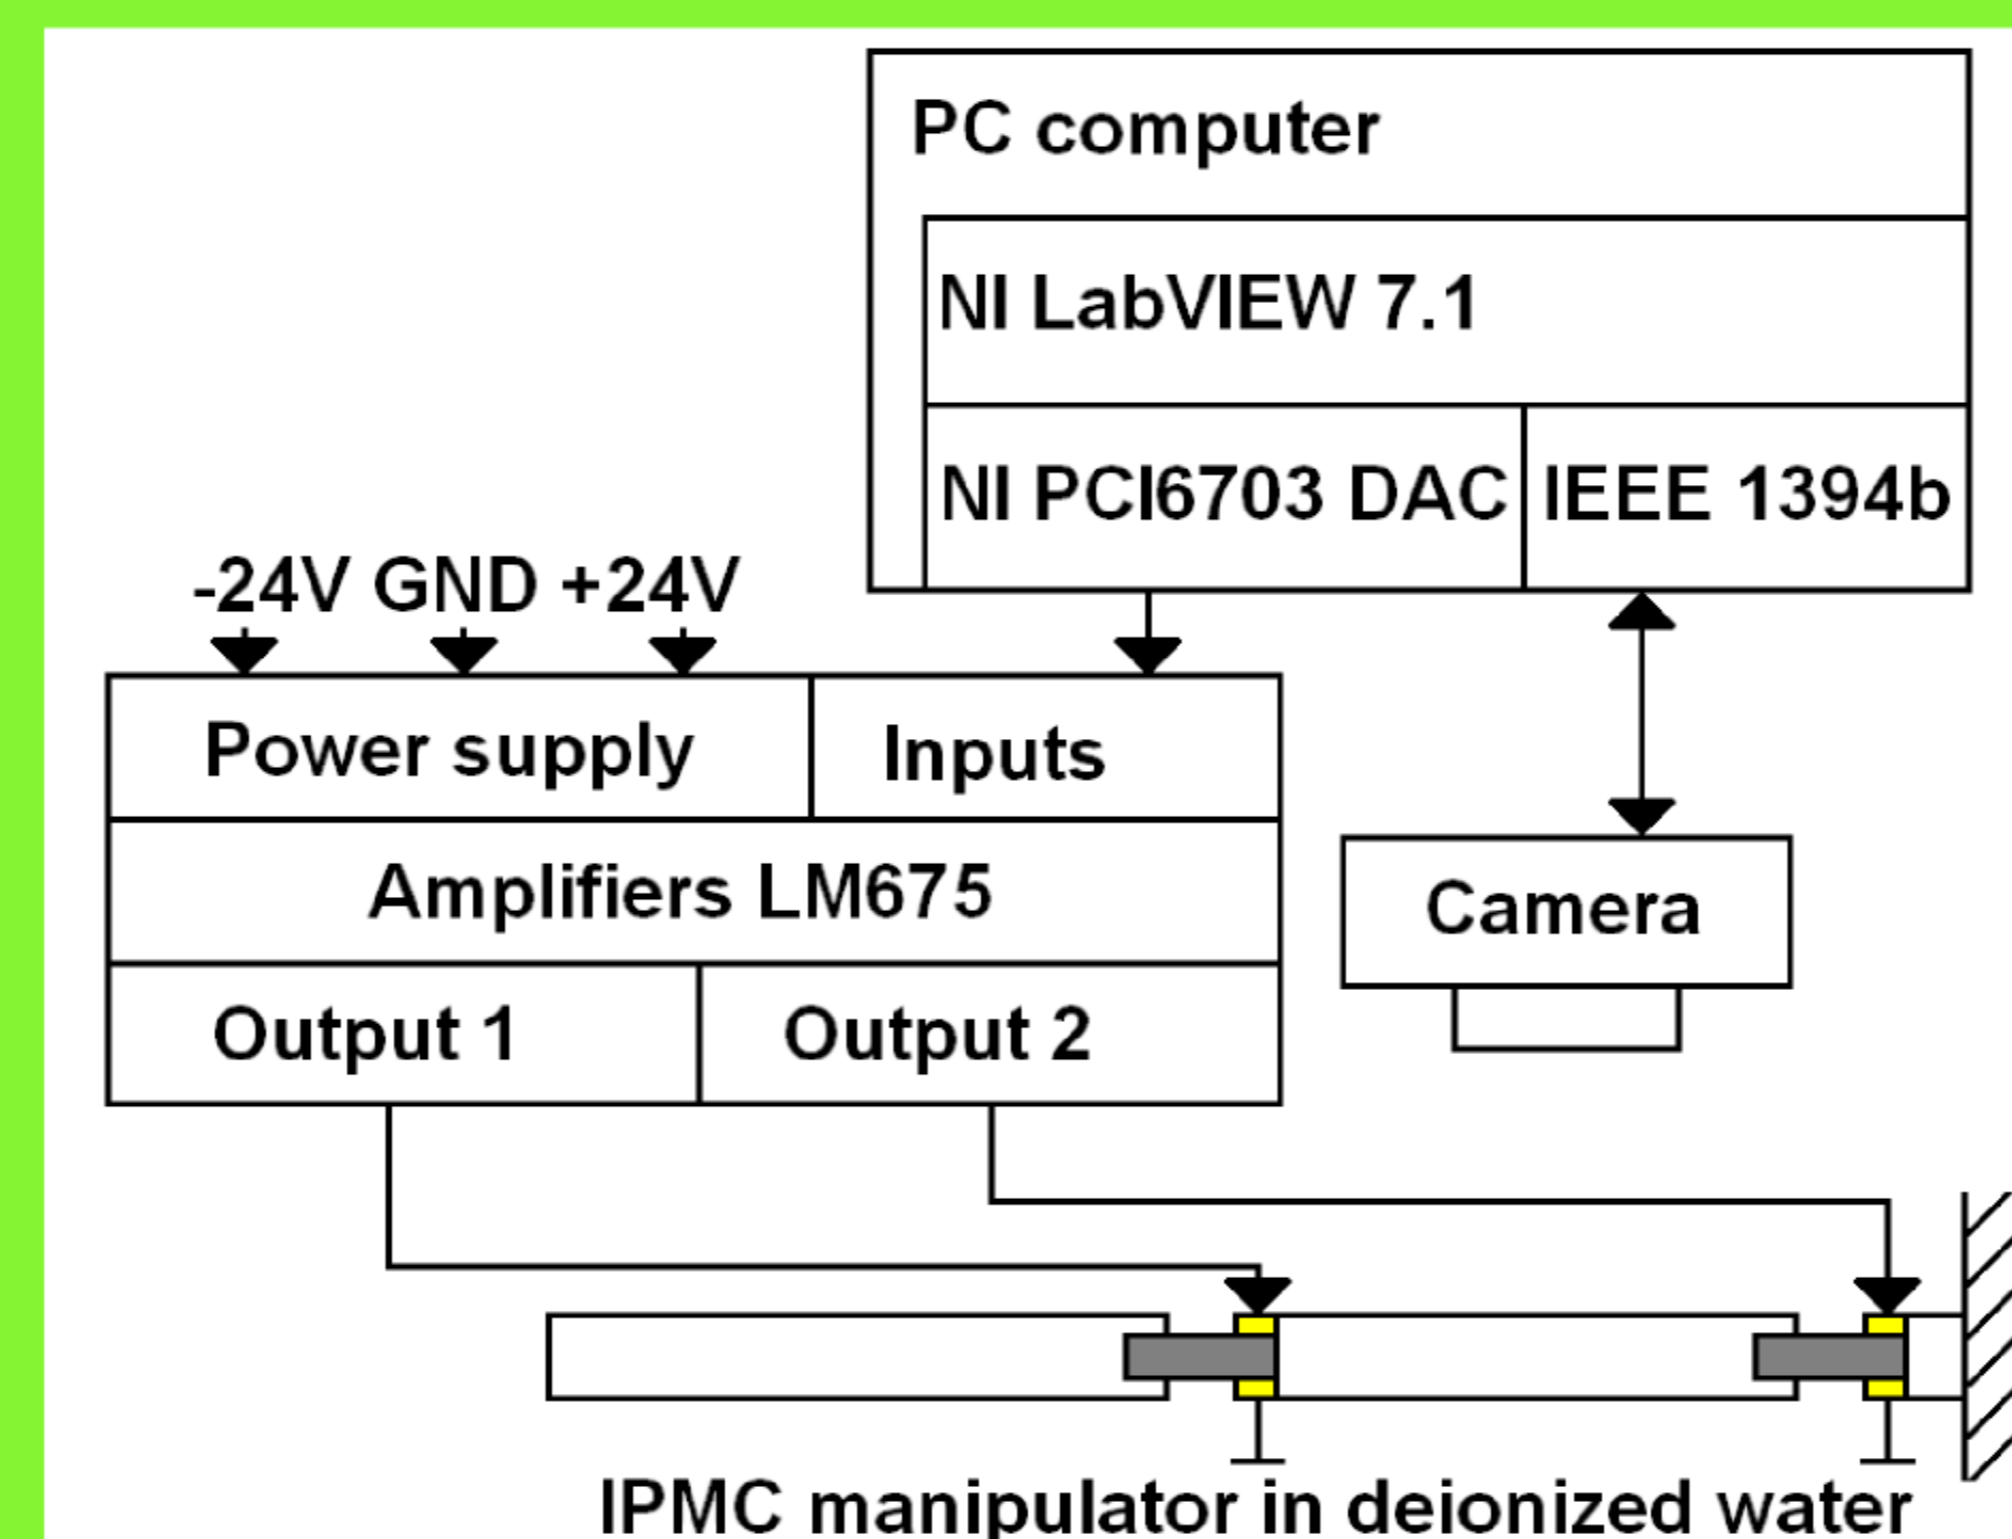 PC computer
NI LabVIEW 7.1
NI PCI6703 DAC IEEE 1394b
-24V GND +24V
Power supply Inputs
Amplifiers LM675
Camera
Output 1 Output 2
IPMC manipulator in deionized water